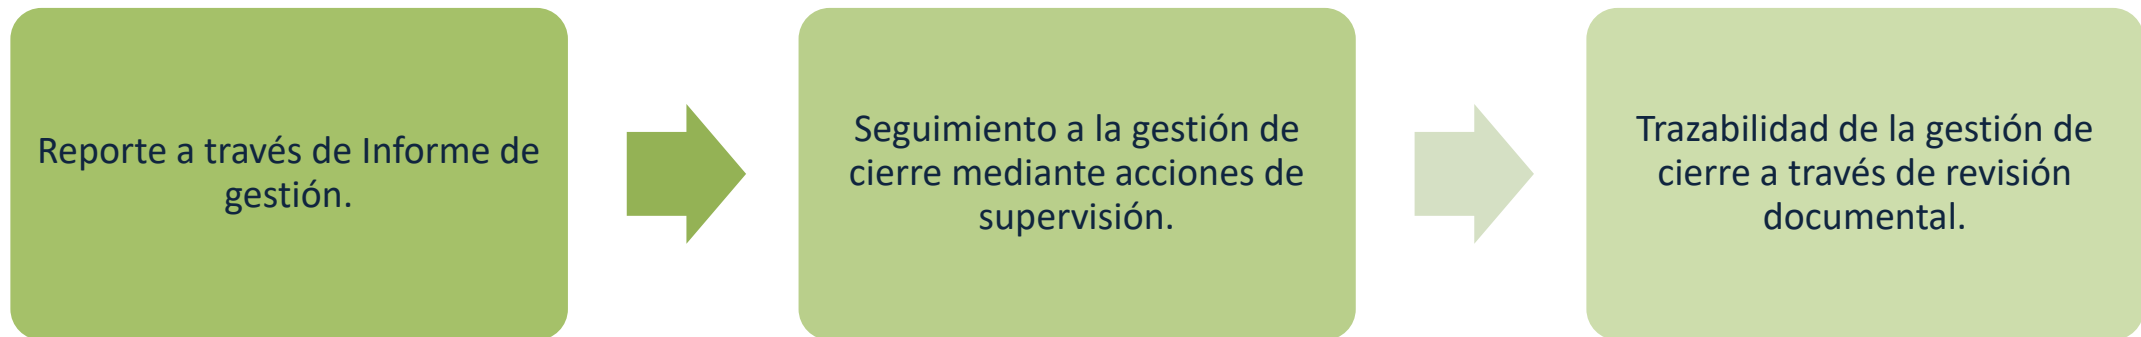 Reporte a través de Informe de
gestión.
Seguimiento a la gestión de
cierre mediante acciones de
supervisión.
Trazabilidad de la gestión de
cierre a través de revisión
documental.